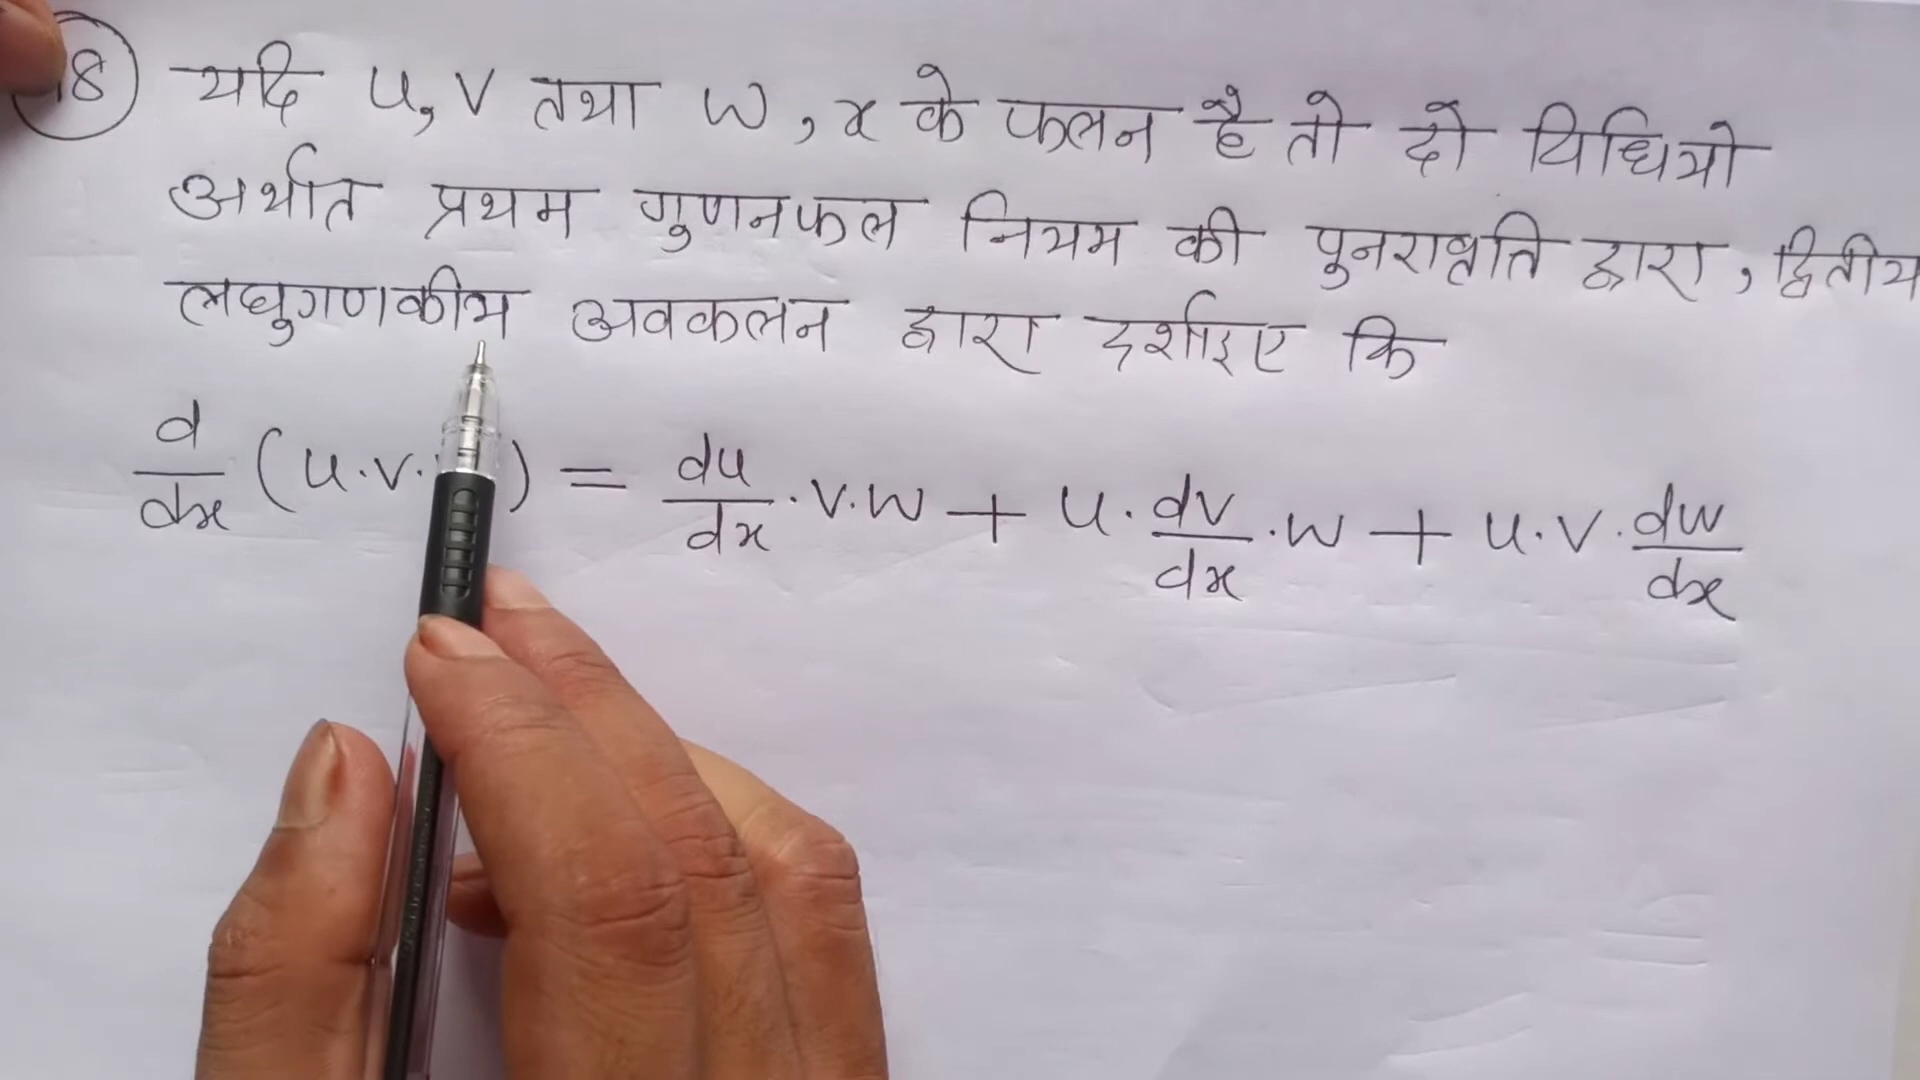 18 यदि u, v तथा w, x के फलन है तो दो विधियो
अर्थात प्रथम गुणनफल नियम की पुनरावृत्ति द्वारा, द्वितीय
लघुगणकीय अवकलन द्वारा दर्शाइए कि
d/dx (u.v. ) = du/dx . v.w + u. dv/dx . w + u.v. dw/dx